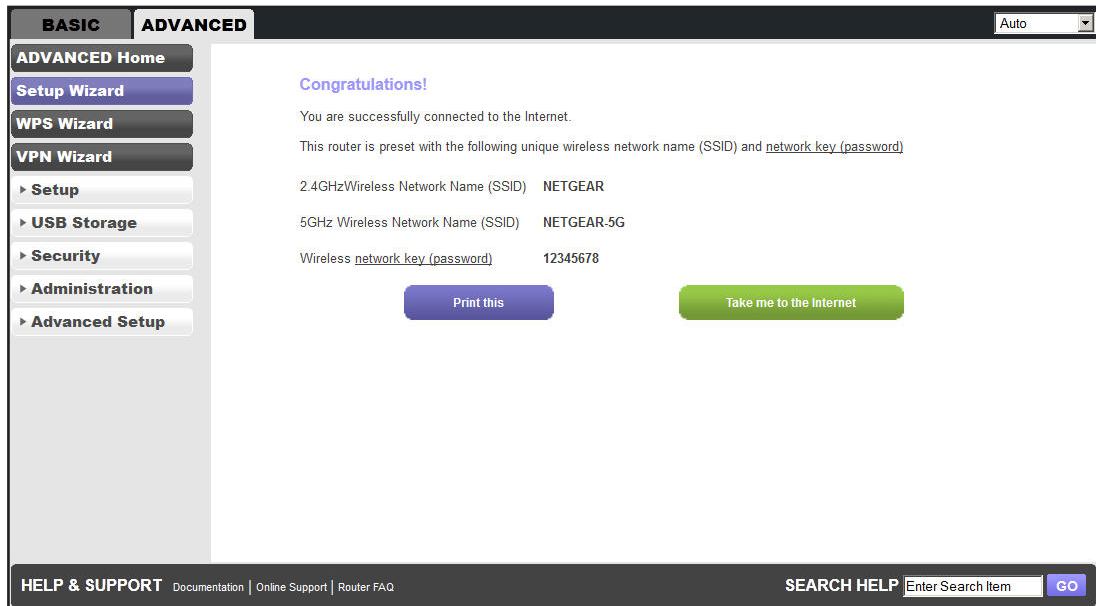 BASIC
ADVANCED
Auto
ADVANCED Home
Setup Wizard
WPS Wizard
VPN Wizard
Setup
USB Storage
Security
Administration
Advanced Setup
Congratulations!
You are successfully connected to the Internet.
This router is preset with the following unique wireless network name (SSID) and network key (password)
2.4GHzWireless Network Name (SSID) NETGEAR
5GHz Wireless Network Name (SSID) NETGEAR-5G
Wireless network key (password) 12345678
Print this
Take me to the Internet
HELP & SUPPORT Documentation | Online Support | Router FAQ
SEARCH HELP Enter Search Item GO